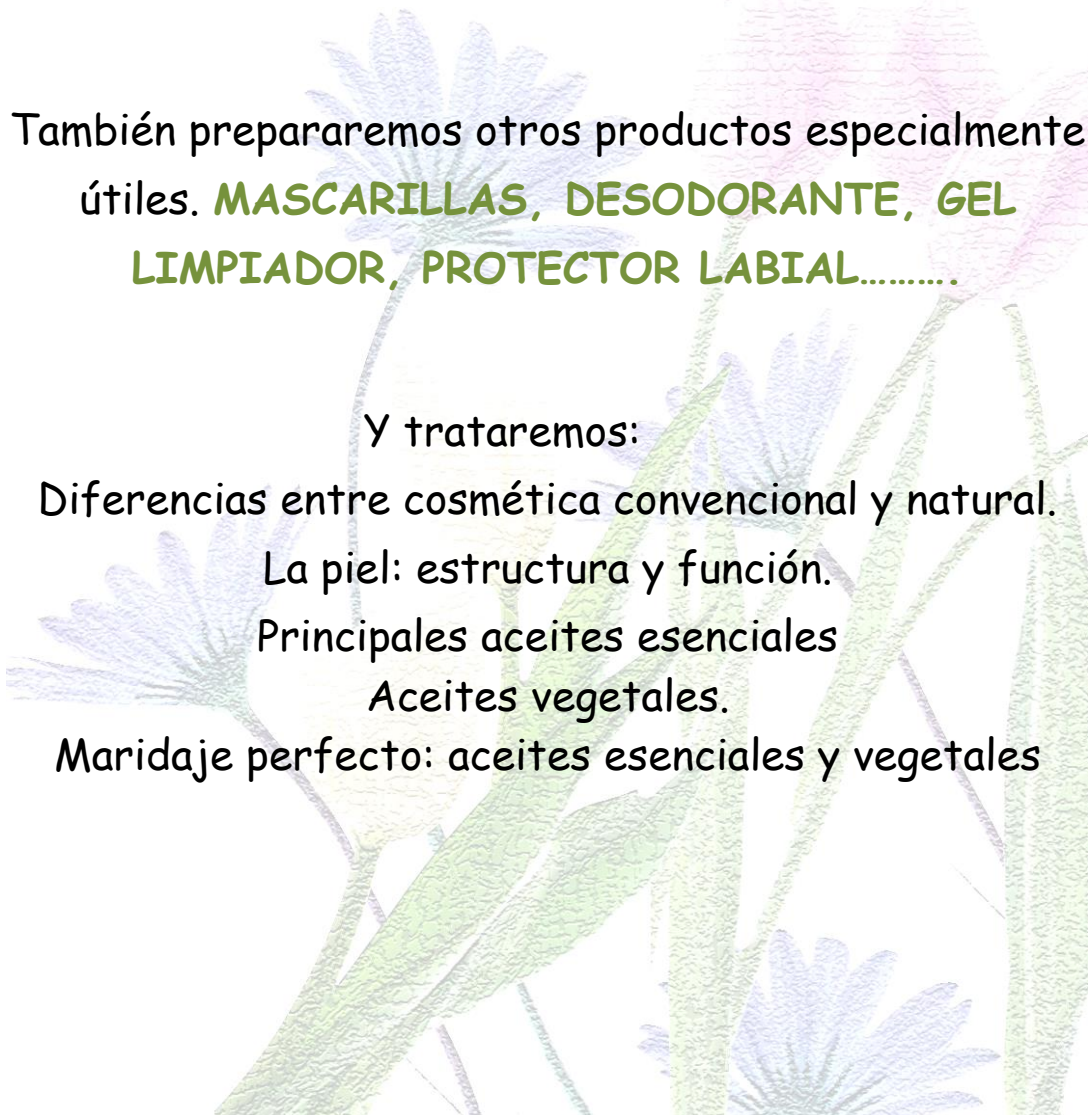 También prepararemos otros productos especialmente
útiles. MASCARILLAS, DESODORANTE, GEL
LIMPIADOR, PROTECTOR LABIAL……….
Y trataremos:
Diferencias entre cosmética convencional y natural.
La piel: estructura y función.
Principales aceites esenciales
Aceites vegetales.
Maridaje perfecto: aceites esenciales y vegetales